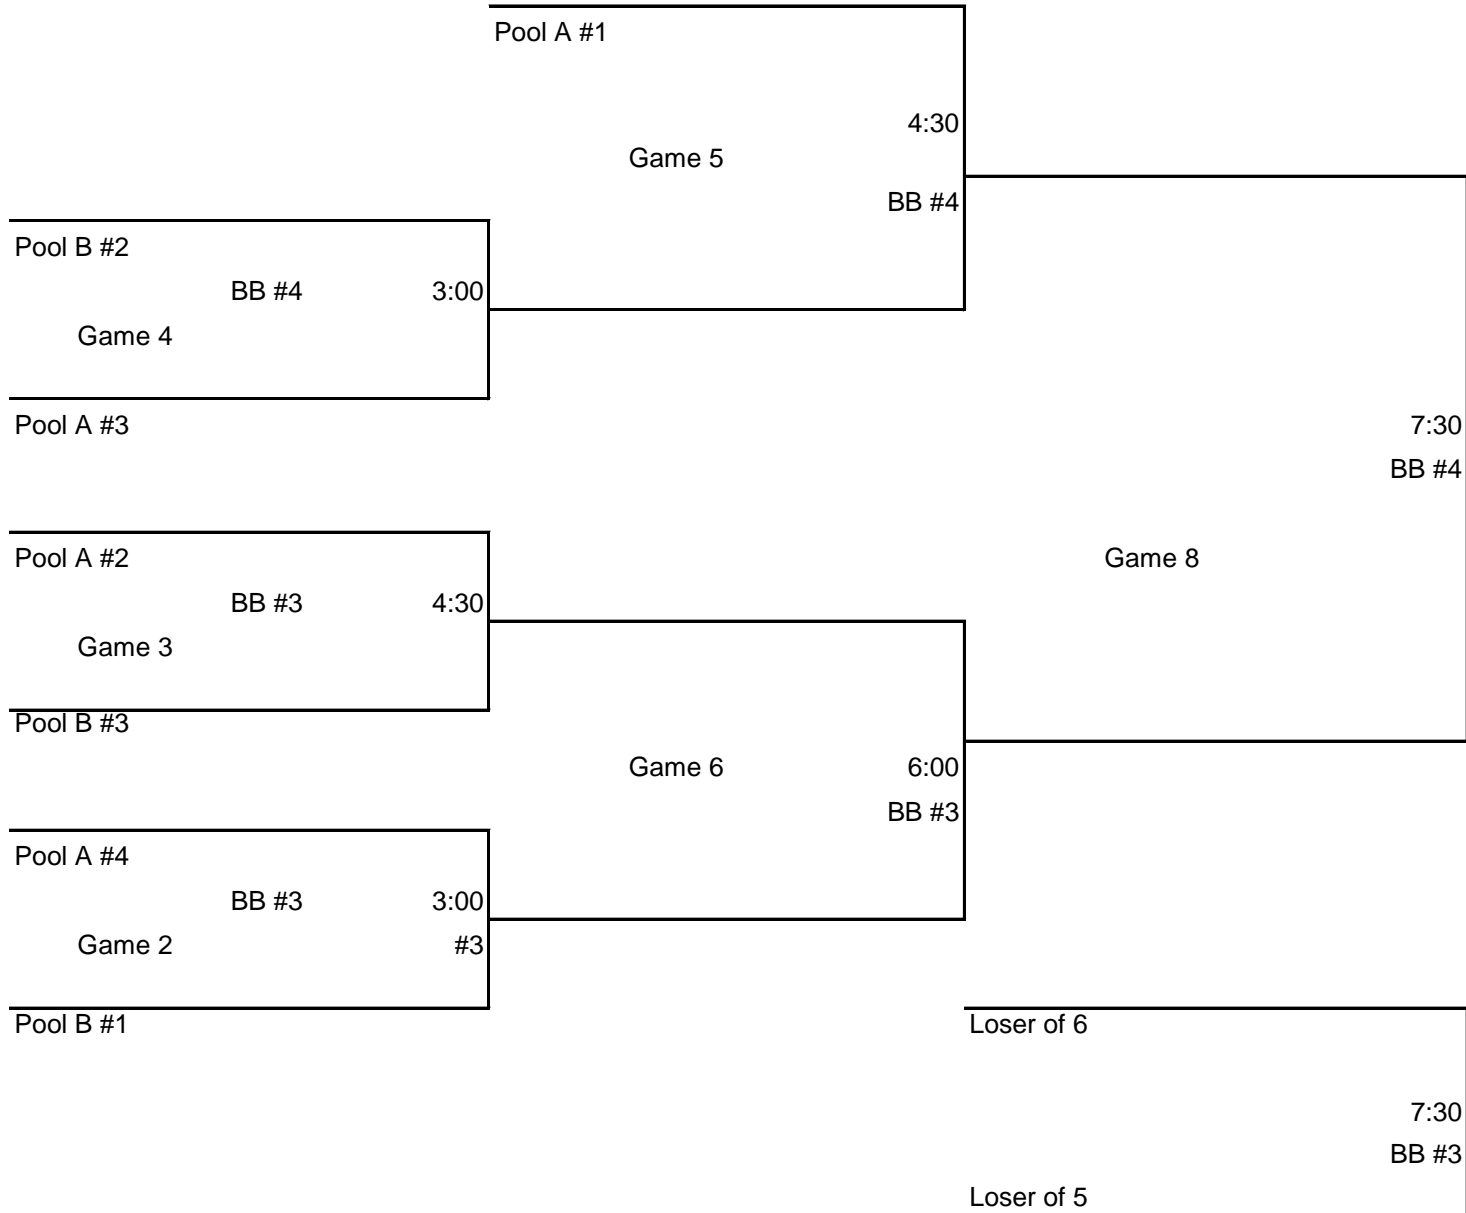 Pool A #1
4:30
Game 5
BB #4
Pool B #2
BB #4 3:00
Game 4
Pool A #3
7:30
BB #4
Pool A #2
Game 8
BB #3 4:30
Game 3
Pool B #3
Game 6 6:00
BB #3
Pool A #4
BB #3 3:00
Game 2 #3
Pool B #1
Loser of 6
7:30
BB #3
Loser of 5